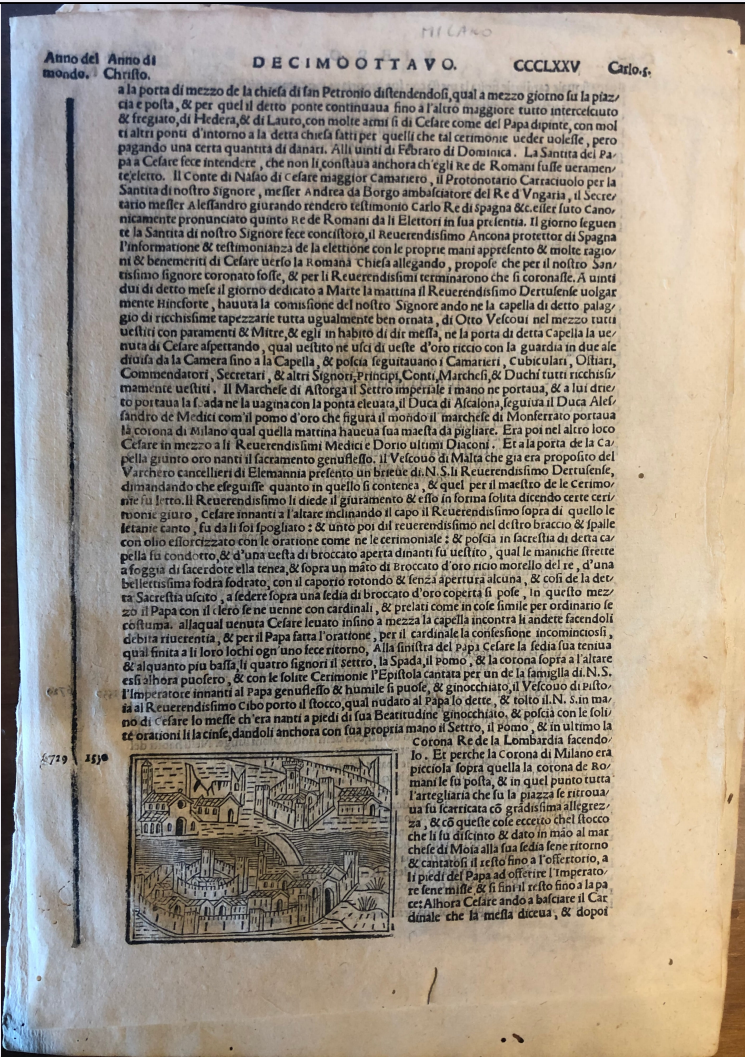 MILANO
Anno del Anno di DECIMOOTTAVO. CCCLXXV Carlo.5.
mondo. Christo.
a la porta di mezzo de la chiesa di san Petronio distendendosi, qual a mezzo giorno su la piaz/
cia e posta, & per quel il detto ponte continuaua fino a l'altro maggiore tutto intercesciuto
& fregiato, di Hedera, & di Lauro, con molte armi si di Cesare come del Papa dipinte, con mol
ti altri ponti d'intorno a la detta chiesa fatti per quelli che tal cerimonie ueder uolesse, pero
pagando una certa quantita di danari. Alli uinti di Febraro di Dominica. La Santita del Pa/
pa a Cesare fece intendere, che non li constaua anchora ch'egli Re de Romani fusse ueramen/
te eletto. Il Conte di Nasao di Cesare maggior Camariero, il Protonotario Carraciuolo per la
Santita di nostro Signore, messer Andrea da Borgo ambasciatore del Re d'Vngaria, il Secre/
tario messer Alessandro giurando rendero testimonio Carlo Re di Spagna &c. esser suto Cano/
nicamente pronunciato quinto Re de Romani da li Elettori in sua presentia. Il giorno seguen
te la Santita di nostro Signore fece concistoro, il Reuerendissimo Ancona protettor di Spagna
l'informatione & testimonianza de la elettione con le proprie mani appresento & molte ragio/
ni & benemeriti di Cesare uerso la Romana Chiesa allegando, propose che per il nostro San/
tissimo signore coronato fosse, & per li Reuerendissimi terminarono che si coronasse. A uinti
dui di detto mese il giorno dedicato a Marte la mattina il Reuerendissimo Dertusense uolgar
mente Hincforte, hauuta la comissione del nostro Signore ando ne la capella di detto palag/
gio di ricchissime tapezzarie tutta ugualmente ben ornata, di Otto Vescoui nel mezzo tutti
uestiti con paramenti & Mitre, & egli in habito di dir messa, ne la porta di detta Capella la ue/
nuta di Cesare aspettando, qual uestito ne usci di ueste d'oro riccio con la guardia in due ale
diuisa da la Camera fino a la Capella, & poscia seguitauano i Camarieri, Cubiculari, Ostiari,
Commendatori, Secretari, & altri Signori, Principi, Conti, Marchesi, & Duchi tutti ricchissi/
mamente uestiti. Il Marchese di Astorga il Settro imperiale i mano ne portaua, & a lui drie/
to portaua la spada ne la uagina con la ponta eleuata, il Duca di Ascalona, seguiua il Duca Ales/
sandro de Medici com'il pomo d'oro che figura il mondo il marchese di Monferrato portaua
la corona di Milano qual quella mattina haueua sua maesta da pigliare. Era poi nel altro loco
Cesare in mezzo a li Reuerendissimi Medici e Dorio ultimi Diaconi. Et a la porta de la Ca/
pella giunto oro nanti il sacramento genuflesso. il Vescouo di Malta che gia era proposito del
Varchero cancellieri di Elemannia presento un brieue di. N. S. li Reuerendissimo Dertusense,
dimandando che eseguisse quanto in quello si contenea, & quel per il maestro de le Cerimo/
nie fu letto. Il Reuerendissimo li diede il giuramento & esso in forma solita dicendo certe ceri/
monie giuro, Cesare innanti a l'altare inclinando il capo il Reuerendissimo sopra di quello le
letanie canto, fu da li soi spogliato: & unto poi dil reuerendissimo nel destro braccio & spalle
con olio essorcizzato con le oratione come ne le cerimoniale: & poscia in sacrestia di detta ca/
pella fu condotto, & d'una uesta di broccato aperta dinanti fu uestito, qual le maniche strette
a foggia di sacerdote ella tenea, & sopra un mãto di Broccato d'oro ricio morello del re, d'una
bellettissima fodra fodrato, con il caporio rotondo & senza apertura alcuna, & cosi de la det/
ta Sacrestia uscito, a sedere sopra una sedia di broccato d'oro coperta si pose, In questo mez/
zo il Papa con il clero se ne uenne con cardinali, & prelati come in cose simile per ordinario se
costuma. allaqual uenuta Cesare leuato infino a mezza la capella incontra li andete facendoli
debita riuerentia, & per il Papa fatta l'oratione, per il cardinale la confessione incominciossi,
qual finita a li loro lochi ogn'uno fece ritorno, Alla sinistra del Papa Cesare la sedia sua teniua
& alquanto piu bassa, li quatro signori il settro, la Spada, il Pomo, & la corona sopra a l'altare
essi alhora puosero, & con le solite Cerimonie l'Epistola cantata per un de la famiglia di. N. S.
l'Imperatore innanti al Papa genuflesso & humile si puose, & ginocchiato, il Vescouo di Pisto/
ia al Reuerendissimo Cibo porto il stocco, qual nudato al Papa lo dette, & tolto il. N. S. in ma/
no di Cesare lo messe ch'era nanti a piedi di sua Beatitudine ginocchiato, & poscia con le soli/
te orationi li la cinse, dandoli anchora con sua propria mano il Settro, il Pomo, & in ultimo la
Corona Re de la Lombardia facendo/
5729 1530 lo. Et perche la Corona di Milano era
picciola sopra quella la corona de Ro/
mani le fu posta, & in quel punto tutta
l'artegliaria che su la piazza se ritroua/
ua fu scarricata cõ grãdissima allegrez/
za, & cõ queste cose eccetto chel stocco
che li fu discinto & dato in mão al mar
chese di Moia alla sua sedia sene ritorno
& cantatosi il resto fino a l'offertorio, a
li piedi del Papa ad offerire l'Imperato/
re sene misse, & si fini il resto fino a la pa
ce: Alhora Cesare ando a basciare il Car
dinale che la messa diceua, & dopoi